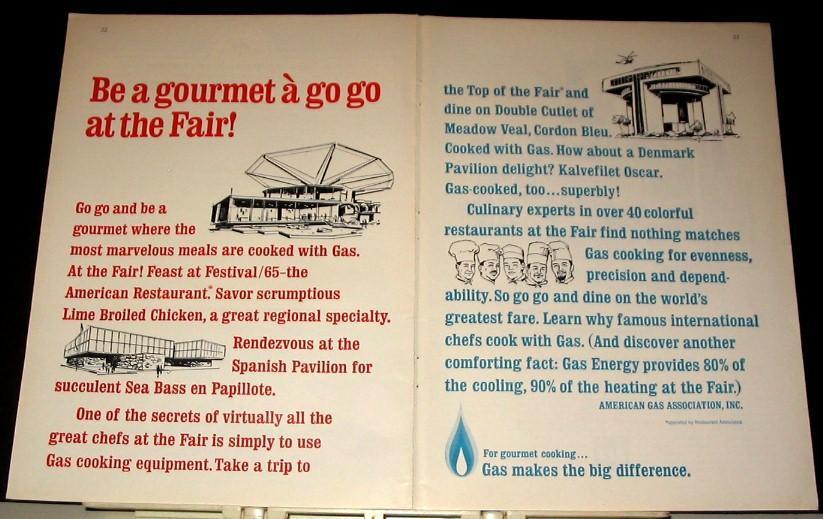 22
Be a gourmet à go go
at the Fair!
Go go and be a
gourmet where the
most marvelous meals are cooked with Gas.
At the Fair! Feast at Festival/65–the
American Restaurant.* Savor scrumptious
Lime Broiled Chicken, a great regional specialty.
Rendezvous at the
Spanish Pavilion for
succulent Sea Bass en Papillote.
One of the secrets of virtually all the
great chefs at the Fair is simply to use
Gas cooking equipment. Take a trip to
23
the Top of the Fair* and
dine on Double Cutlet of
Meadow Veal, Cordon Bleu.
Cooked with Gas. How about a Denmark
Pavilion delight? Kalvefilet Oscar.
Gas-cooked, too...superbly!
Culinary experts in over 40 colorful
restaurants at the Fair find nothing matches
Gas cooking for evenness,
precision and depend-
ability. So go go and dine on the world's
greatest fare. Learn why famous international
chefs cook with Gas. (And discover another
comforting fact: Gas Energy provides 80% of
the cooling, 90% of the heating at the Fair.)
AMERICAN GAS ASSOCIATION, INC.
*operated by Restaurant Associates
For gourmet cooking...
Gas makes the big difference.